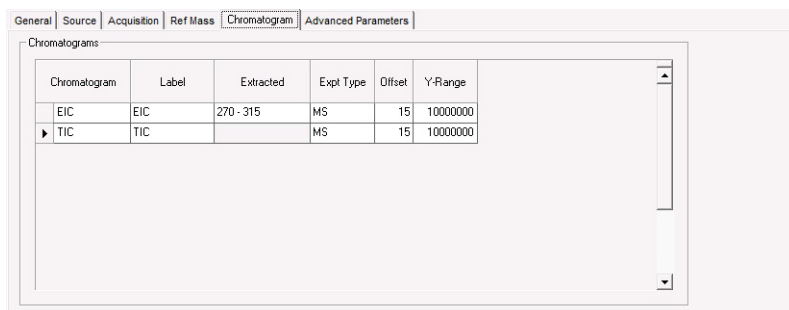 General Source Acquisition Ref Mass Chromatogram Advanced Parameters
Chromatograms
Chromatogram Label Extracted Expt Type Offset Y-Range
EIC EIC 270 - 315 MS 15 10000000
TIC TIC MS 15 10000000